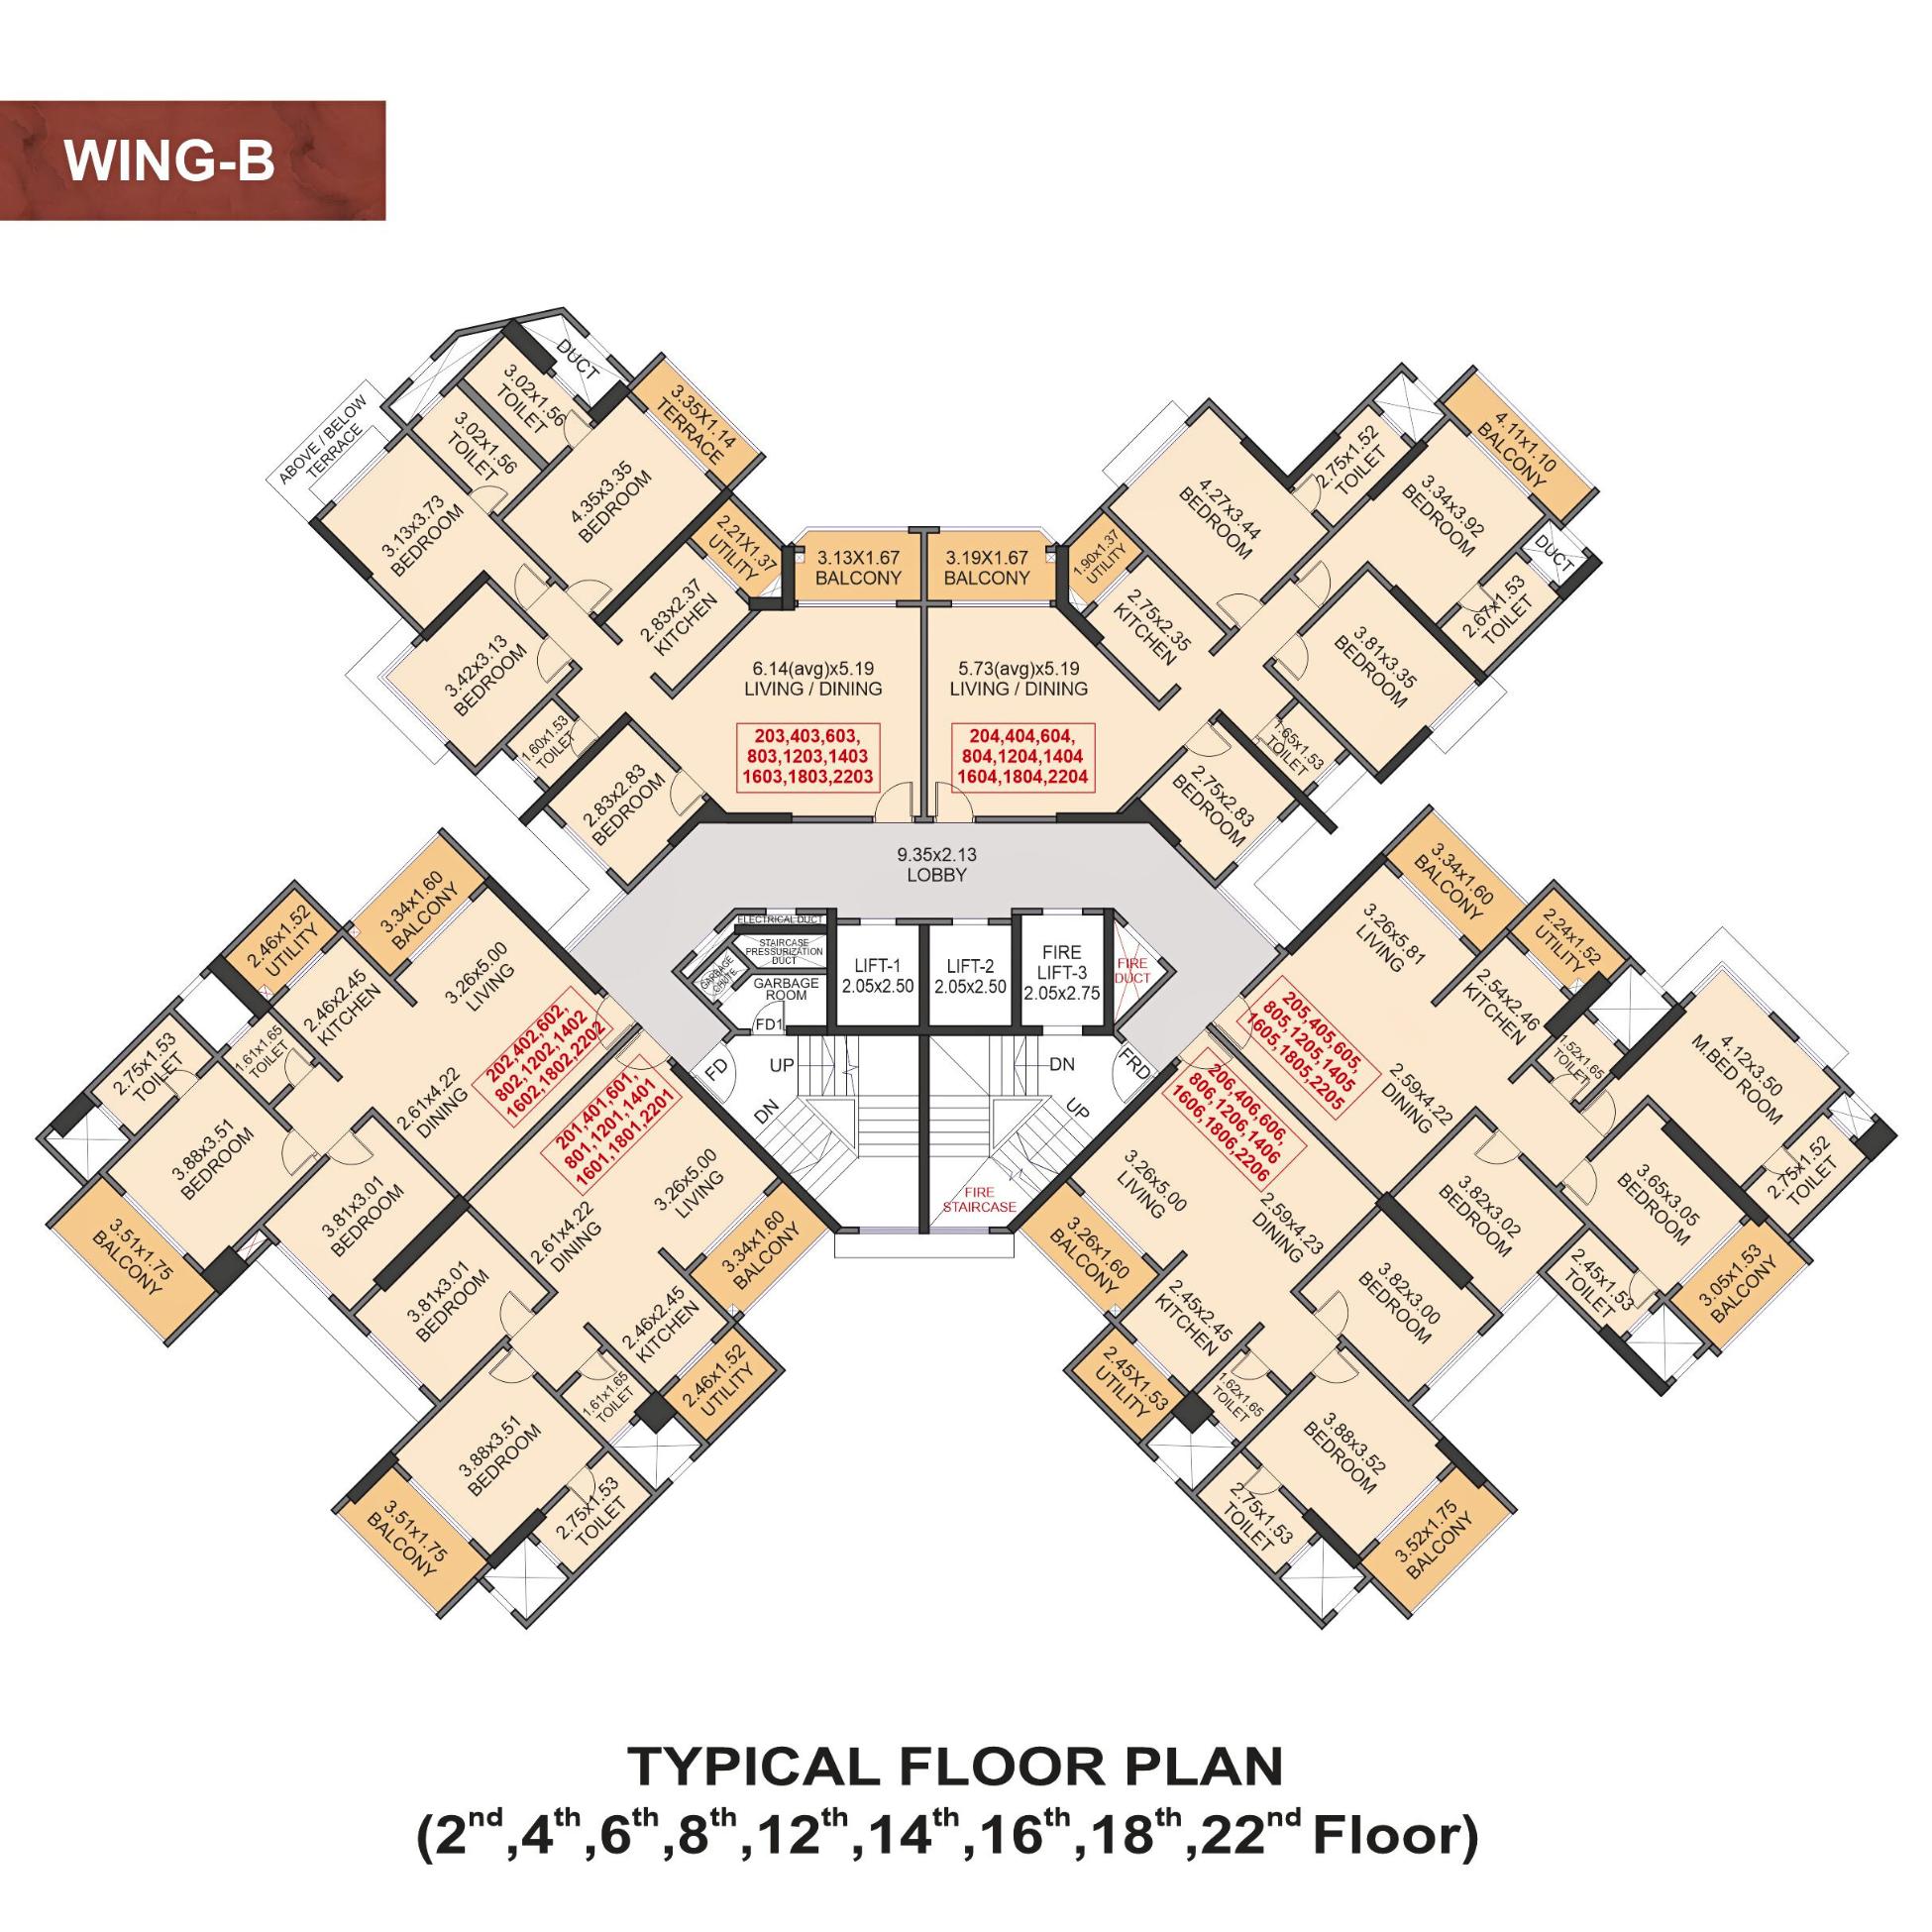 WING-B
DUCT
3.02x1.56
TOILET
3.35X1.14
TERRACE
ABOVE / BELOW
TERRACE
3.02x1.56
TOILET
4.35x3.35
BEDROOM
3.13x3.73
BEDROOM
2.21X1.37
UTILITY
3.13X1.67
BALCONY
2.83x2.37
KITCHEN
3.42x3.13
BEDROOM
6.14(avg)x5.19
LIVING / DINING
203,403,603,
803,1203,1403
1603,1803,2203
1.60x1.53
TOILET
2.83x2.83
BEDROOM
3.19X1.67
BALCONY
1.90x1.37
UTILITY
4.27x3.44
BEDROOM
2.75x1.52
TOILET
4.11x1.10
BALCONY
3.34x3.92
BEDROOM
DUCT
2.67x1.53
TOILET
2.75x2.35
KITCHEN
3.81x3.35
BEDROOM
5.73(avg)x5.19
LIVING / DINING
204,404,604,
804,1204,1404
1604,1804,2204
1.65x1.53
TOILET
2.75x2.83
BEDROOM
9.35x2.13
LOBBY
ELECTRICAL DUCT
STAIRCASE
PRESSURIZATION
DUCT
GARBAGE
CHUTE
GARBAGE
ROOM
FD1
LIFT-1
2.05x2.50
LIFT-2
2.05x2.50
FIRE
LIFT-3
2.05x2.75
FIRE
DUCT
FD
UP
DN
DN
UP
FRD
FIRE
STAIRCASE
3.34x1.60
BALCONY
2.46x1.52
UTILITY
3.26x5.00
LIVING
2.46x2.45
KITCHEN
202,402,602,
802,1202,1402
1602,1802,2202
1.61x1.65
TOILET
2.75x1.53
TOILET
2.61x4.22
DINING
3.88x3.51
BEDROOM
3.81x3.01
BEDROOM
3.51x1.75
BALCONY
201,401,601,
801,1201,1401
1601,1801,2201
3.26x5.00
LIVING
2.61x4.22
DINING
3.34x1.60
BALCONY
3.81x3.01
BEDROOM
2.46x2.45
KITCHEN
2.46x1.52
UTILITY
1.61x1.65
TOILET
3.88x3.51
BEDROOM
2.75x1.53
TOILET
3.51x1.75
BALCONY
3.34x1.60
BALCONY
3.26x5.81
LIVING
2.24x1.52
UTILITY
2.54x2.46
KITCHEN
205,405,605,
805,1205,1405
1605,1805,2205
1.52x1.65
TOILET
4.12x3.50
M.BED ROOM
2.59x4.22
DINING
2.75x1.52
TOILET
3.82x3.02
BEDROOM
3.65x3.05
BEDROOM
2.45x1.53
TOILET
3.05x1.53
BALCONY
206,406,606,
806,1206,1406
1606,1806,2206
3.26x5.00
LIVING
2.59x4.23
DINING
3.26x1.60
BALCONY
3.82x3.00
BEDROOM
2.45x2.45
KITCHEN
2.45X1.53
UTILITY
1.62x1.65
TOILET
3.88x3.52
BEDROOM
2.75x1.53
TOILET
3.52x1.75
BALCONY
TYPICAL FLOOR PLAN
(2nd,4th,6th,8th,12th,14th,16th,18th,22nd Floor)